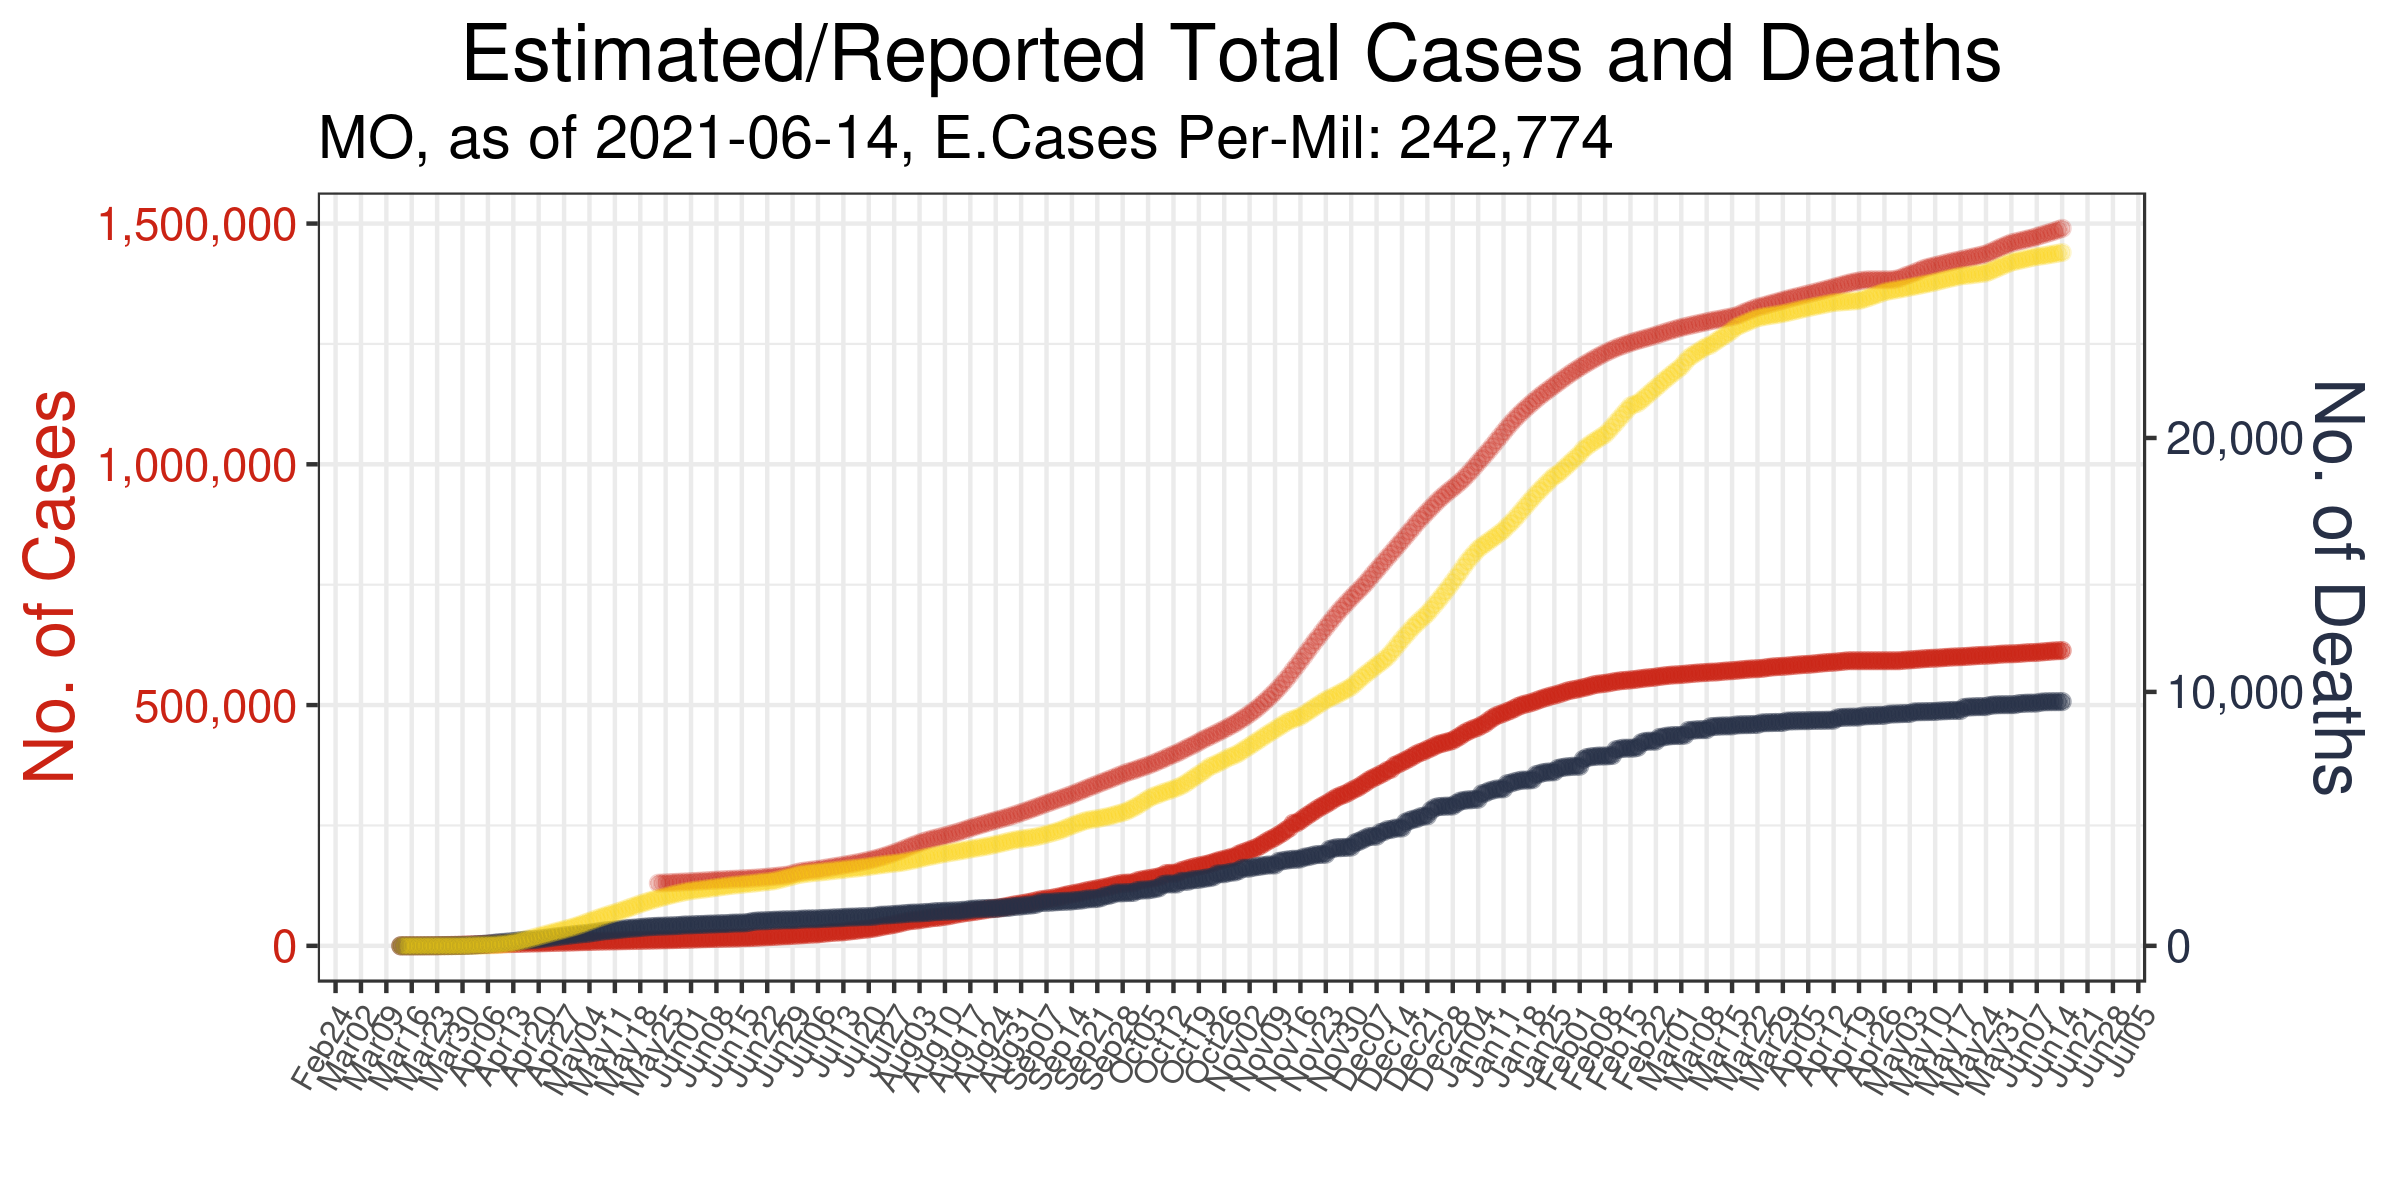 Estimated/Reported Total Cases and Deaths
MO, as of 2021-06-14, E.Cases Per-Mil: 242,774
No. of Cases
1,500,000
1,000,000
500,000
0
No. of Deaths
20,000
10,000
0
Feb24
Mar02
Mar09
Mar16
Mar23
Mar30
Apr06
Apr13
Apr20
Apr27
May04
May11
May18
May25
Jun01
Jun08
Jun15
Jun22
Jun29
Jul06
Jul13
Jul20
Jul27
Aug03
Aug10
Aug17
Aug24
Aug31
Sep07
Sep14
Sep21
Sep28
Oct05
Oct12
Oct19
Oct26
Nov02
Nov09
Nov16
Nov23
Nov30
Dec07
Dec14
Dec21
Dec28
Jan04
Jan11
Jan18
Jan25
Feb01
Feb08
Feb15
Feb22
Mar01
Mar08
Mar15
Mar22
Mar29
Apr05
Apr12
Apr19
Apr26
May03
May10
May17
May24
May31
Jun07
Jun14
Jun21
Jun28
Jul05